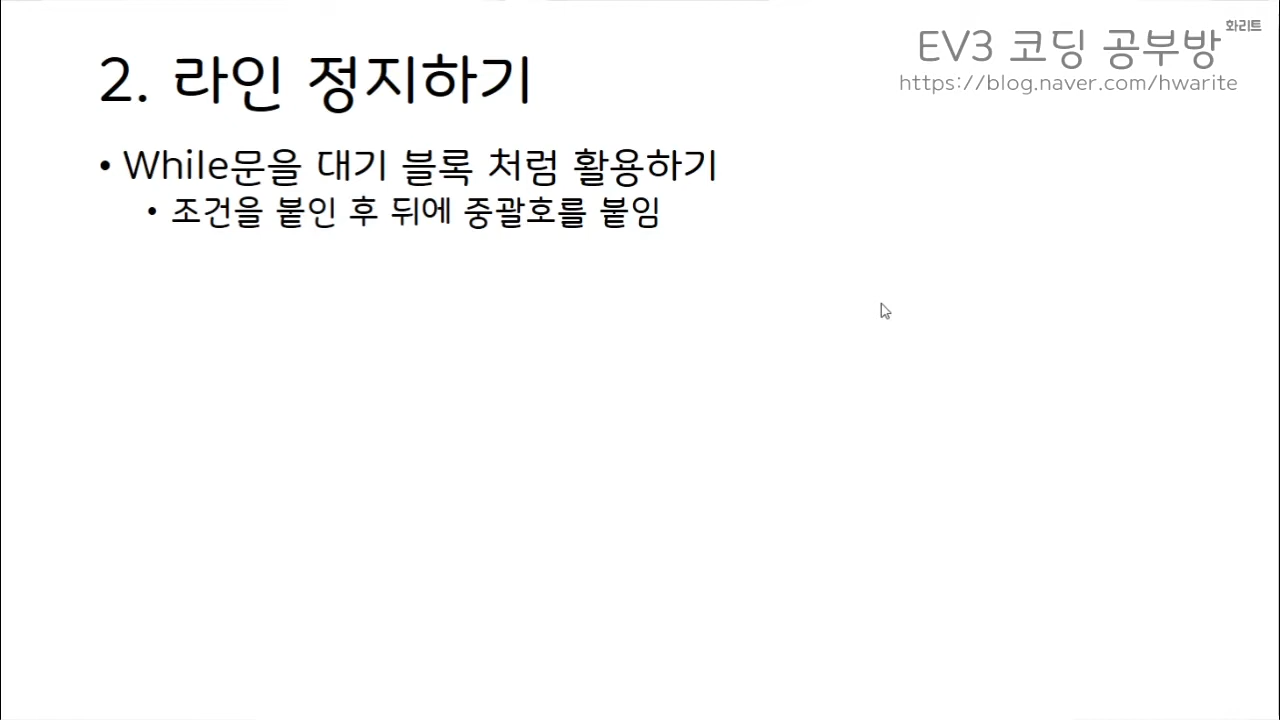 화리트
EV3 코딩 공부방
https://blog.naver.com/hwarite
2. 라인 정지하기
• While문을 대기 블록 처럼 활용하기
• 조건을 붙인 후 뒤에 중괄호를 붙임